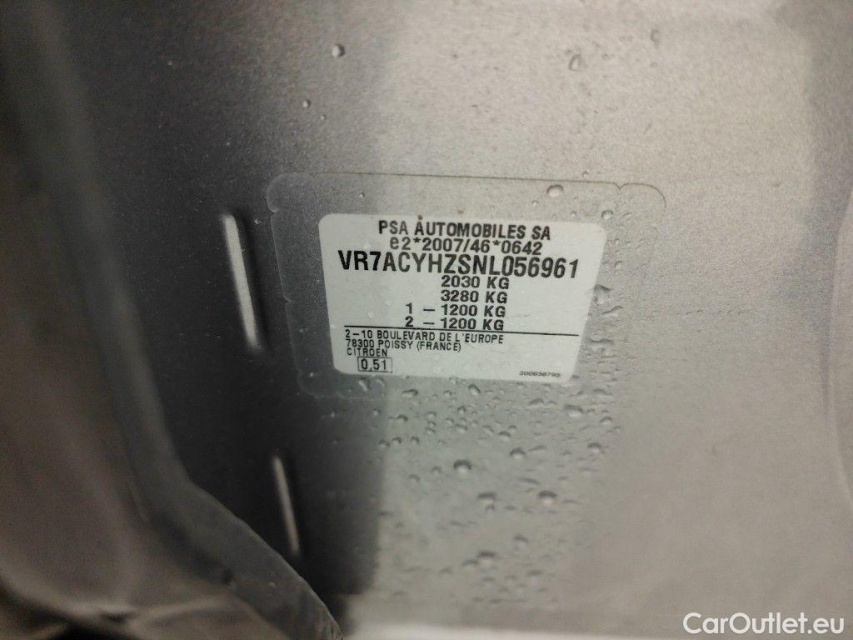 PSA AUTOMOBILES SA
e2*2007/46*0642
VR7ACYHZSNL056961
2030 KG
3280 KG
1 - 1200 KG
2 - 1200 KG
2-10 BOULEVARD DE L'EUROPE
78300 POISSY (FRANCE)
CITROEN
0.51
CarOutlet.eu